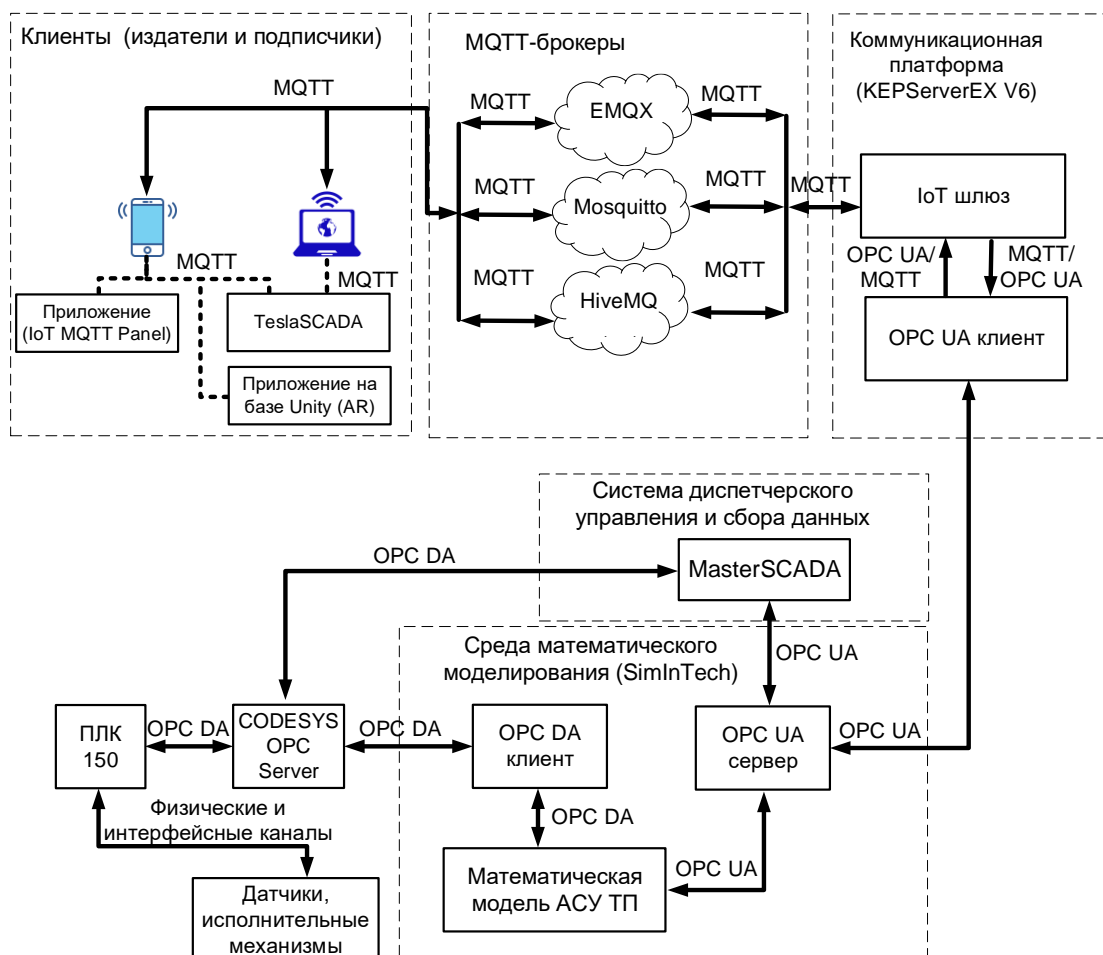 Клиенты (издатели и подписчики)
MQTT
Приложение
(IoT MQTT Panel)
MQTT
TeslaSCADA
MQTT
Приложение на
базе Unity (AR)
MQTT-брокеры
MQTT
EMQX
MQTT
MQTT
Mosquitto
MQTT
MQTT
HiveMQ
MQTT
Коммуникационная
платформа
(KEPServerEX V6)
MQTT
IoT шлюз
OPC UA/
MQTT
MQTT/
OPC UA
OPC UA клиент
Система диспетчерского
управления и сбора данных
OPC DA
MasterSCADA
Среда математического
моделирования (SimInTech)
OPC UA
ПЛК
150
OPC DA
CODESYS
OPC
Server
OPC DA
OPC DA
клиент
OPC UA
сервер
OPC UA
Физические и
интерфейсные каналы
OPC DA
Математическая
модель АСУ ТП
OPC UA
Датчики,
исполнительные
механизмы